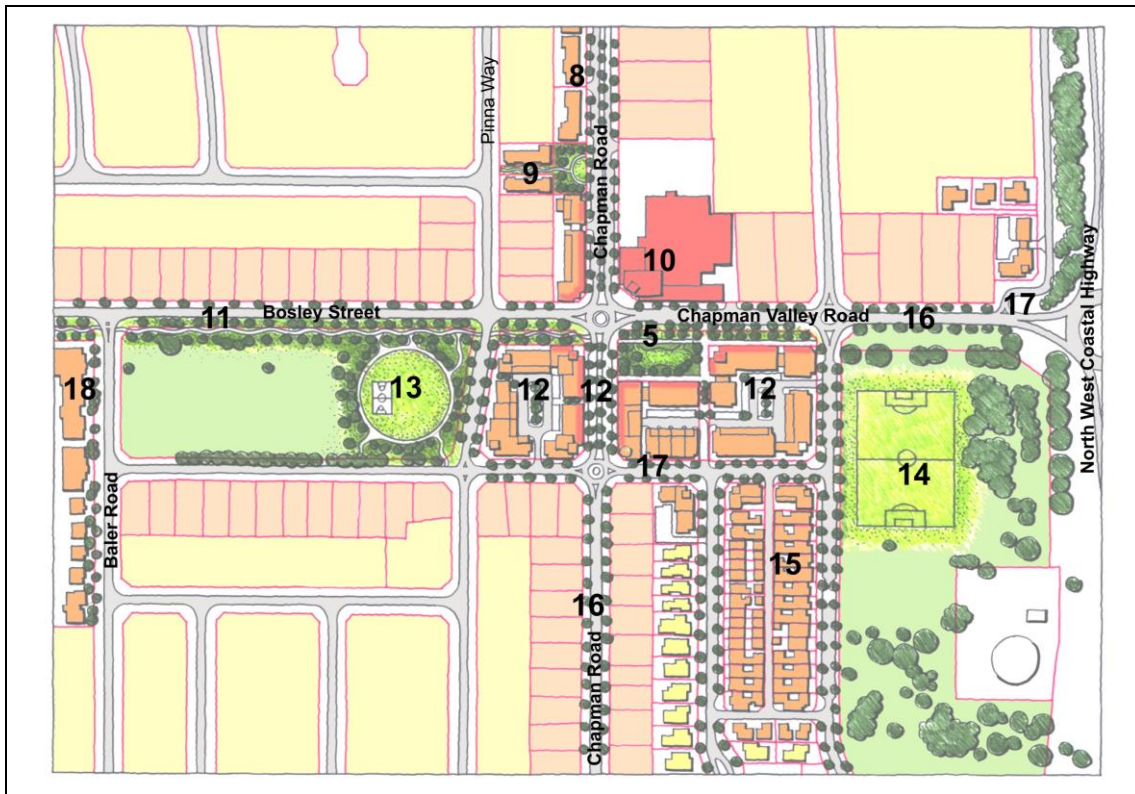 8
Pinna Way
Chapman Road
9
10
11
Bosley Street
Chapman Valley Road
16
17
5
18
13
12
12
12
14
North West Coastal Highway
17
Baler Road
15
16
Chapman Road